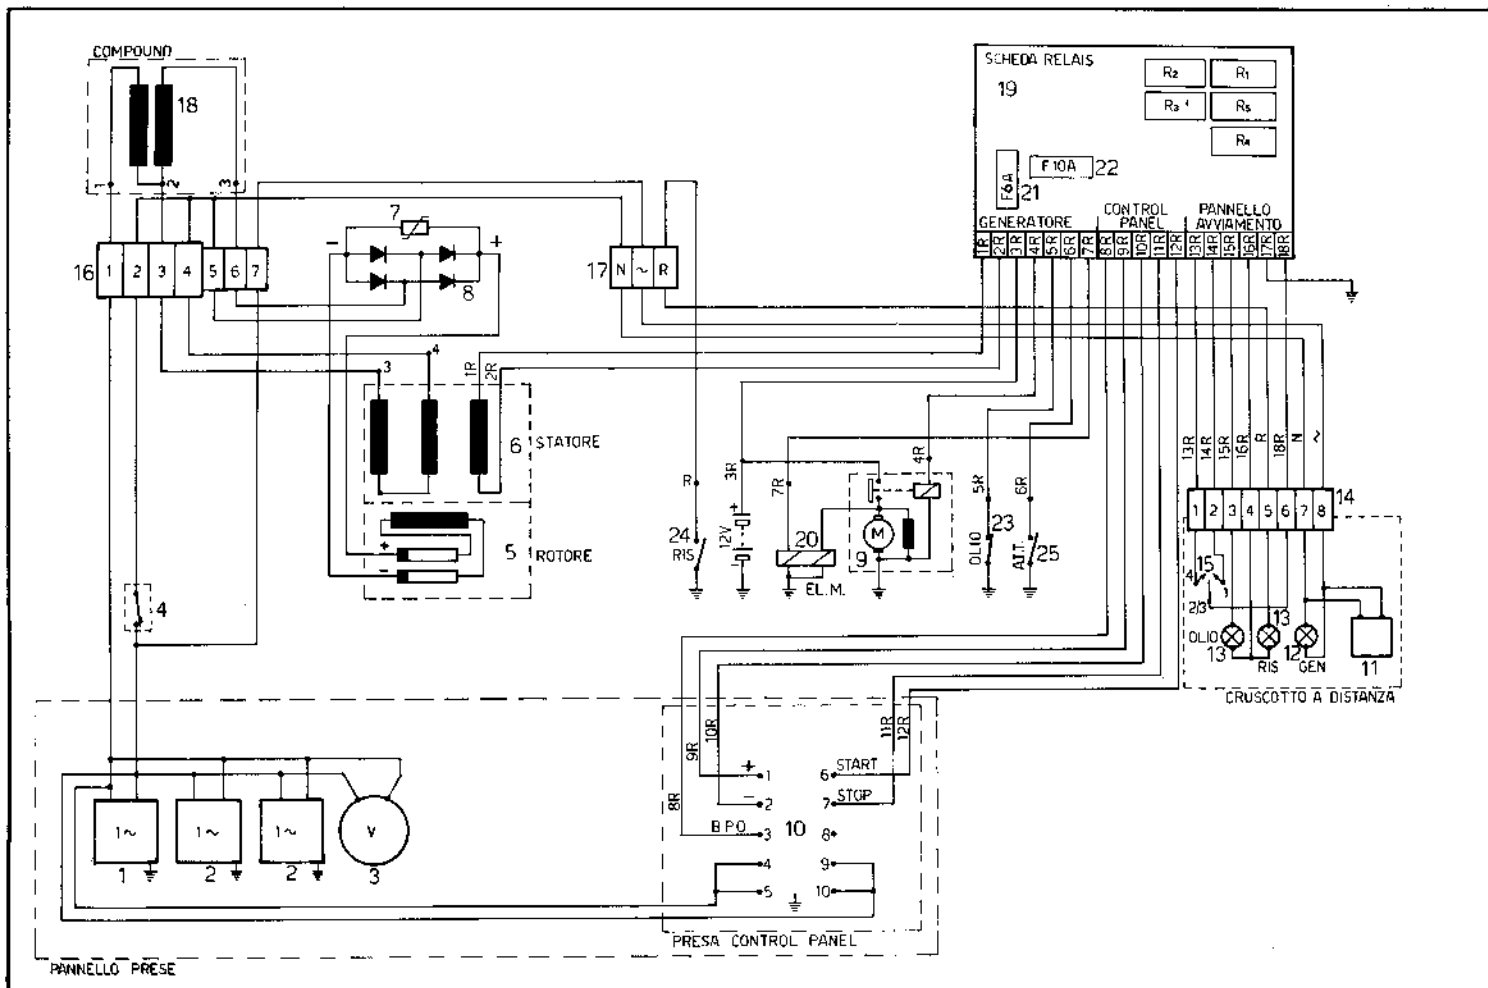 COMPOUND
18
1 2 3
16
1 2 3 4 5 6 7
7
- +
8
17
N ~ R
SCHEDA RELAIS
19
R2 R1
R3 R5
R4
F6A
21
F10A
22
GENERATORE
CONTROL PANEL
PANNELLO AVVIAMENTO
1R 2R 3R 4R 5R 6R 7R 8R 9R 10R 11R 12R 13R 14R 15R 16R 17R 18R
3
4
1R
2R
6 STATORE
5 ROTORE
+
-
R
24
RIS
3R
+
12V
-
7R
20
EL.M.
4R
M
9
5R
23
OLIO
6R
25
13R 14R 15R 16R R 18R N ~
1 2 3 4 5 6 7 8
14
4 15
2/3
OLIO
13
13
RIS
12
GEN
11
CRUSCOTTO A DISTANZA
4
1~
1
1~
2
1~
2
V
3
8R
9R
10R
11R
12R
+ 1
- 2
BPO 3
4
5
10
6 START
7 STOP
8
9
10
PRESA CONTROL PANEL
PANNELLO PRESE